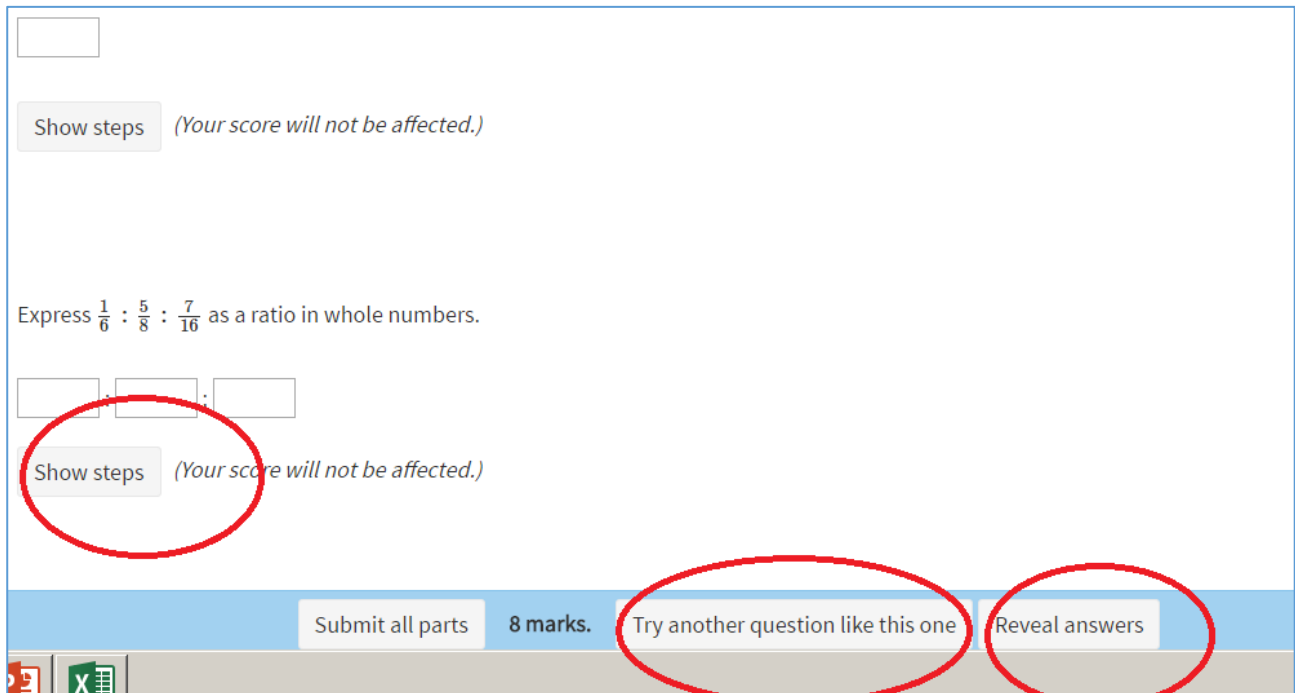 Show steps (Your score will not be affected.)
Express 1/6 : 5/8 : 7/16 as a ratio in whole numbers.
: :
Show steps (Your score will not be affected.)
Submit all parts 8 marks. Try another question like this one Reveal answers
X